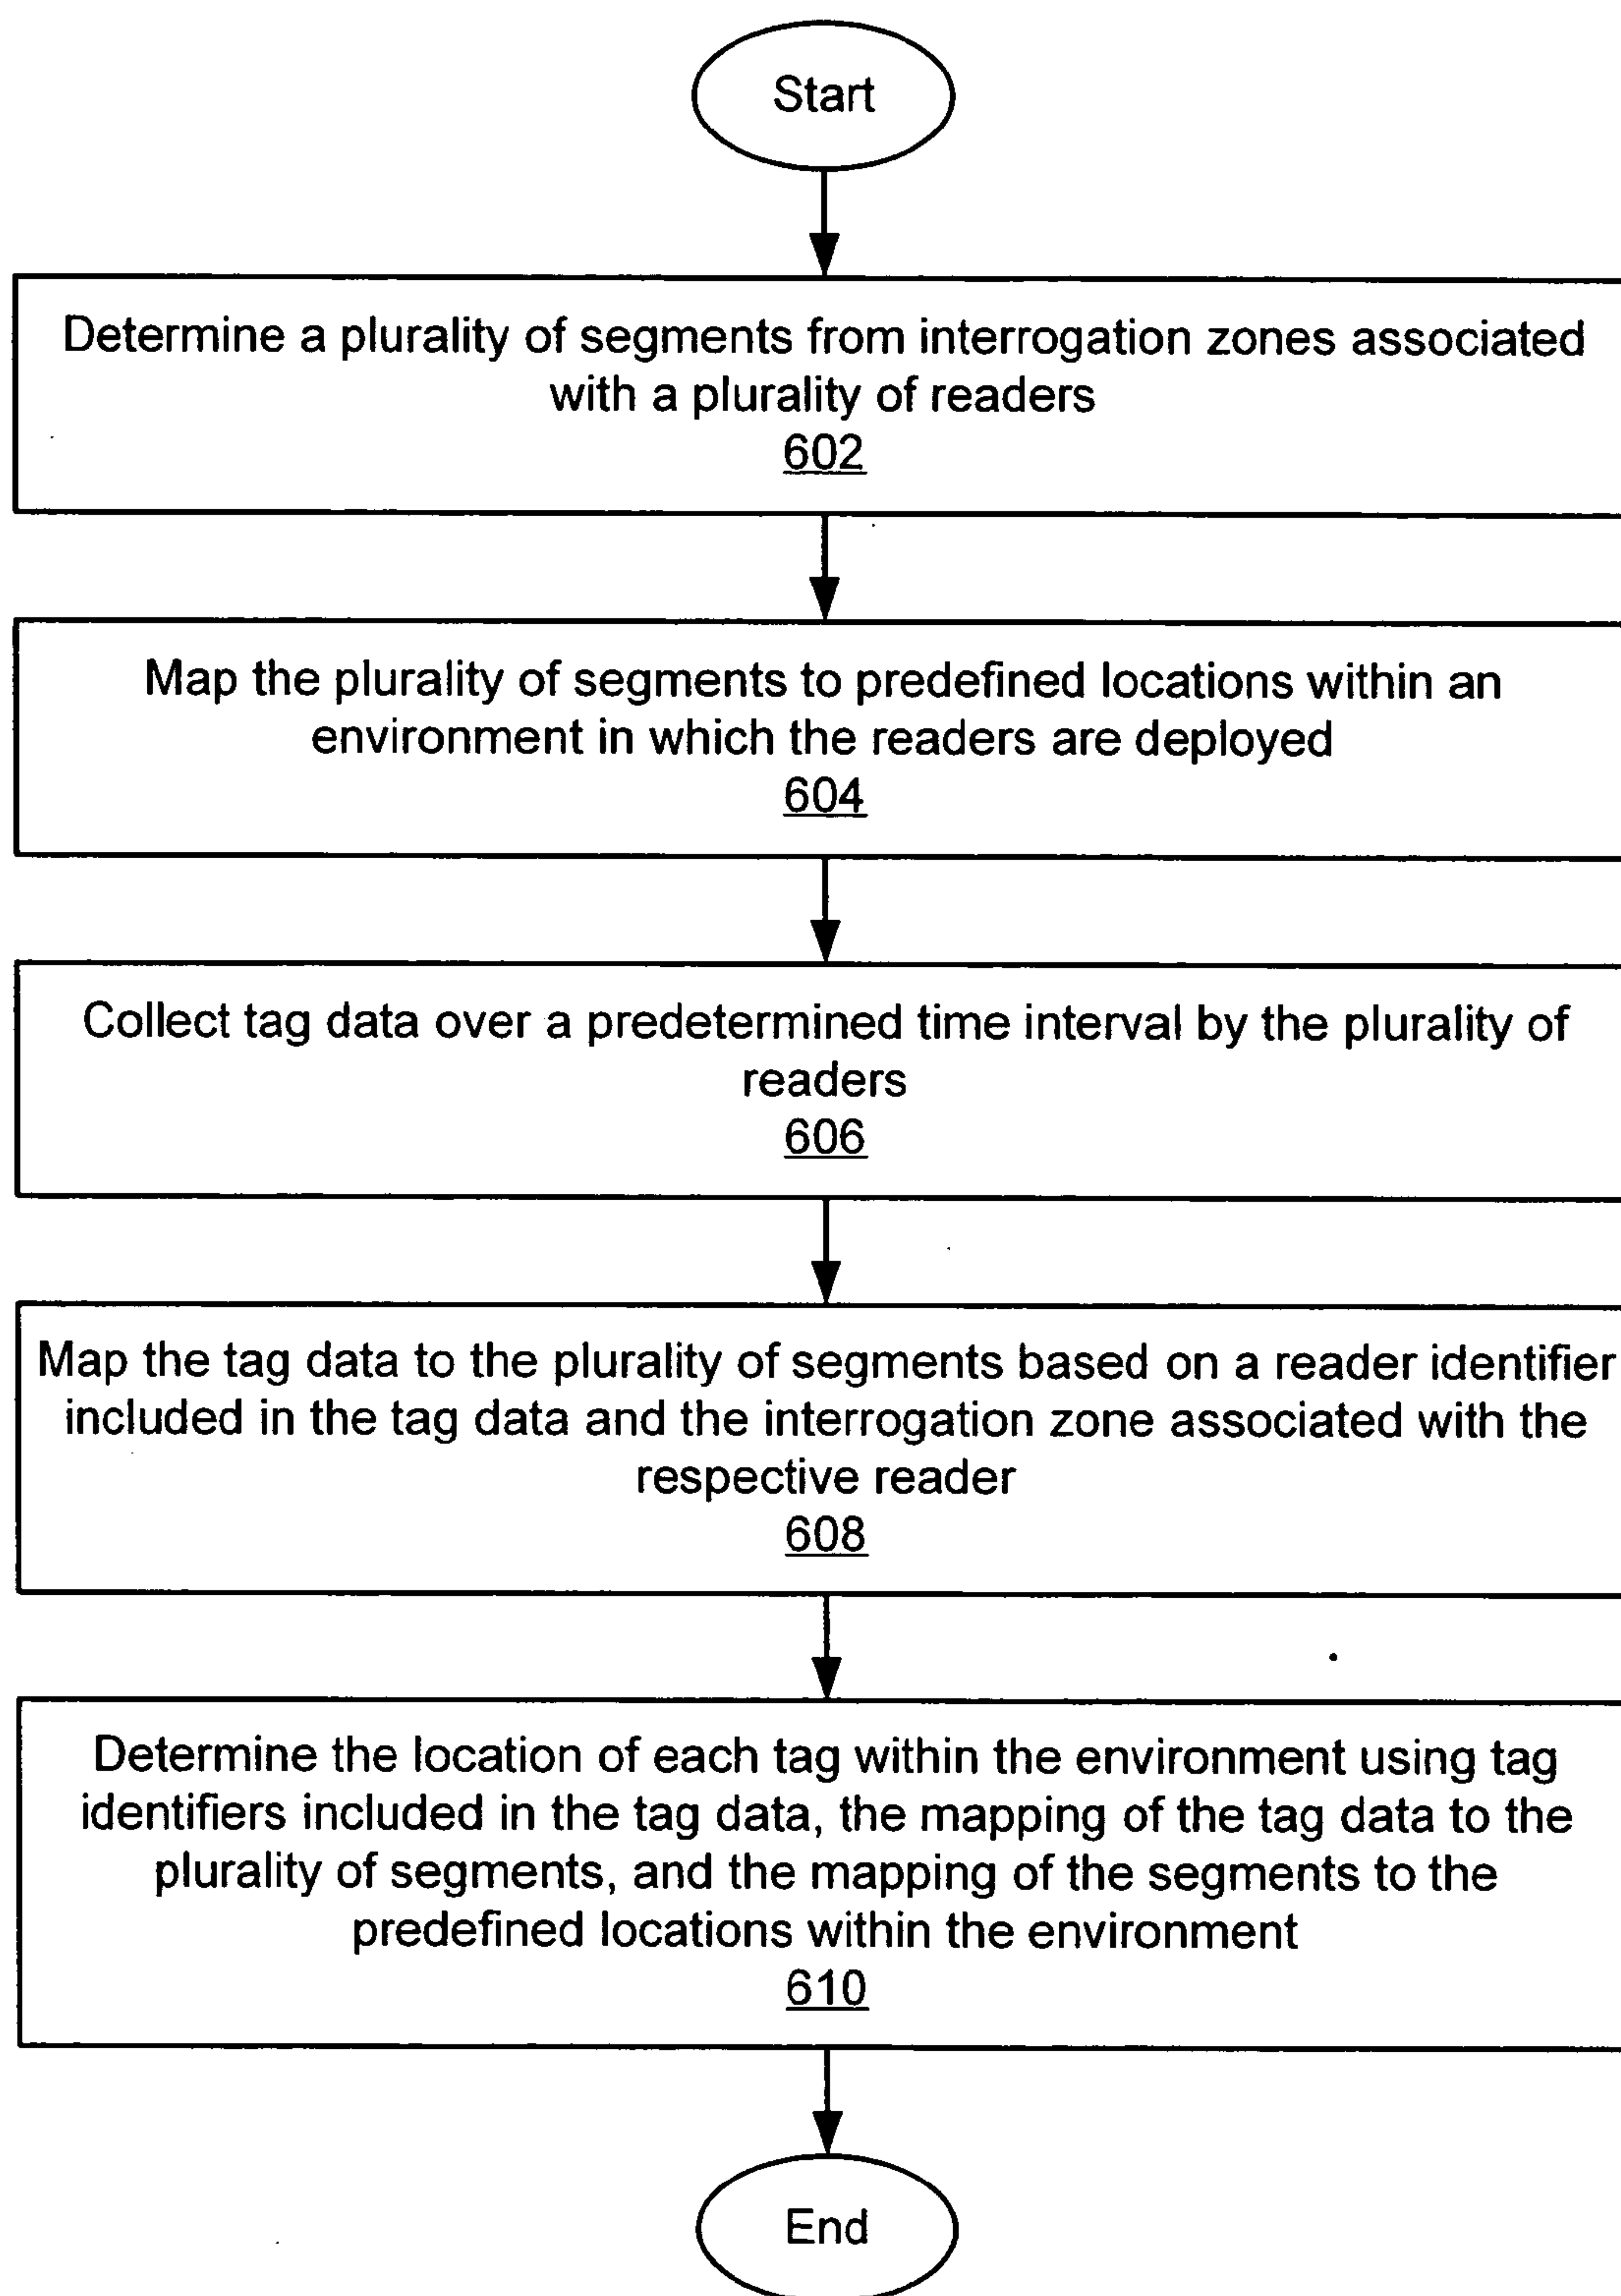 Start
Determine a plurality of segments from interrogation zones associated
with a plurality of readers
602
Map the plurality of segments to predefined locations within an
environment in which the readers are deployed
604
Collect tag data over a predetermined time interval by the plurality of
readers
606
Map the tag data to the plurality of segments based on a reader identifier
included in the tag data and the interrogation zone associated with the
respective reader
608
Determine the location of each tag within the environment using tag
identifiers included in the tag data, the mapping of the tag data to the
plurality of segments, and the mapping of the segments to the
predefined locations within the environment
610
End